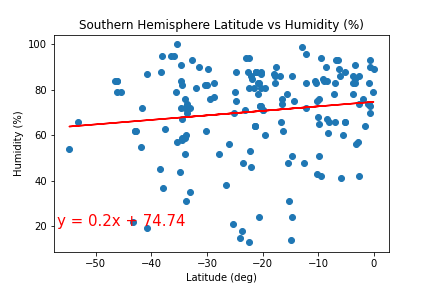 Southern Hemisphere Latitude vs Humidity (%)
100
80
60
40
20
Humidity (%)
y = 0.2x + 74.74
−50
−40
−30
−20
−10
0
Latitude (deg)